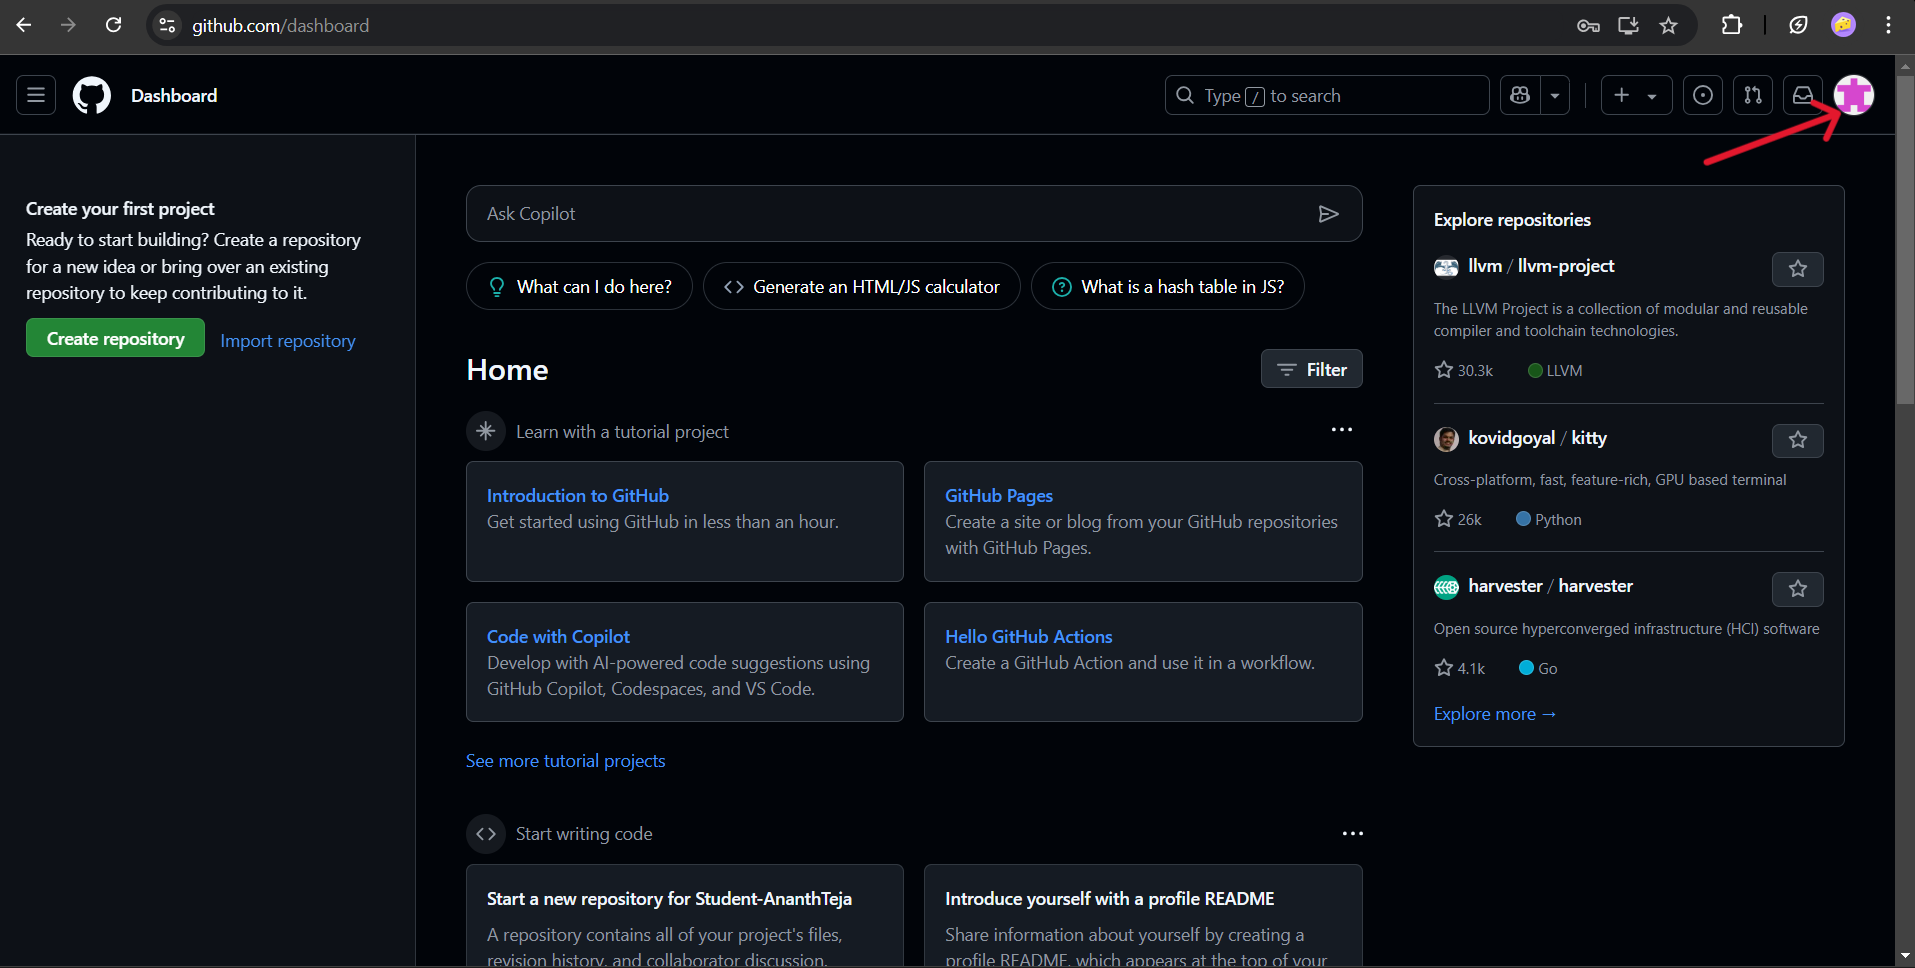 github.com/dashboard
Dashboard
Type / to search
Create your first project
Ready to start building? Create a repository
for a new idea or bring over an existing
repository to keep contributing to it.
Create repository
Import repository
Ask Copilot
What can I do here?
Generate an HTML/JS calculator
What is a hash table in JS?
Home
Filter
Learn with a tutorial project
Introduction to GitHub
Get started using GitHub in less than an hour.
GitHub Pages
Create a site or blog from your GitHub repositories
with GitHub Pages.
Code with Copilot
Develop with AI-powered code suggestions using
GitHub Copilot, Codespaces, and VS Code.
Hello GitHub Actions
Create a GitHub Action and use it in a workflow.
See more tutorial projects
Start writing code
Start a new repository for Student-AnanthTeja
A repository contains all of your project's files,
revision history, and collaborator discussion.
Introduce yourself with a profile README
Share information about yourself by creating a
profile README, which appears at the top of your
Explore repositories
llvm / llvm-project
The LLVM Project is a collection of modular and reusable
compiler and toolchain technologies.
30.3k
LLVM
kovidgoyal / kitty
Cross-platform, fast, feature-rich, GPU based terminal
26k
Python
harvester / harvester
Open source hyperconverged infrastructure (HCI) software
4.1k
Go
Explore more →